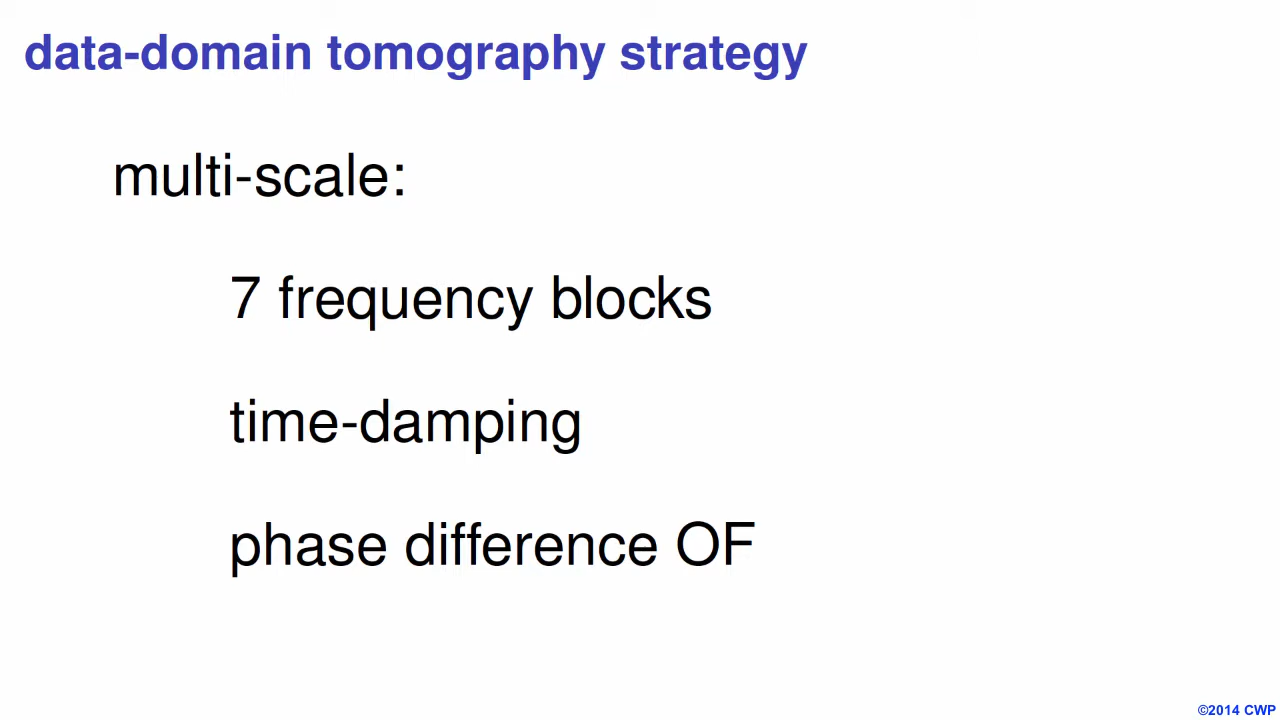 data-domain tomography strategy
multi-scale:
7 frequency blocks
time-damping
phase difference OF
©2014 CWP